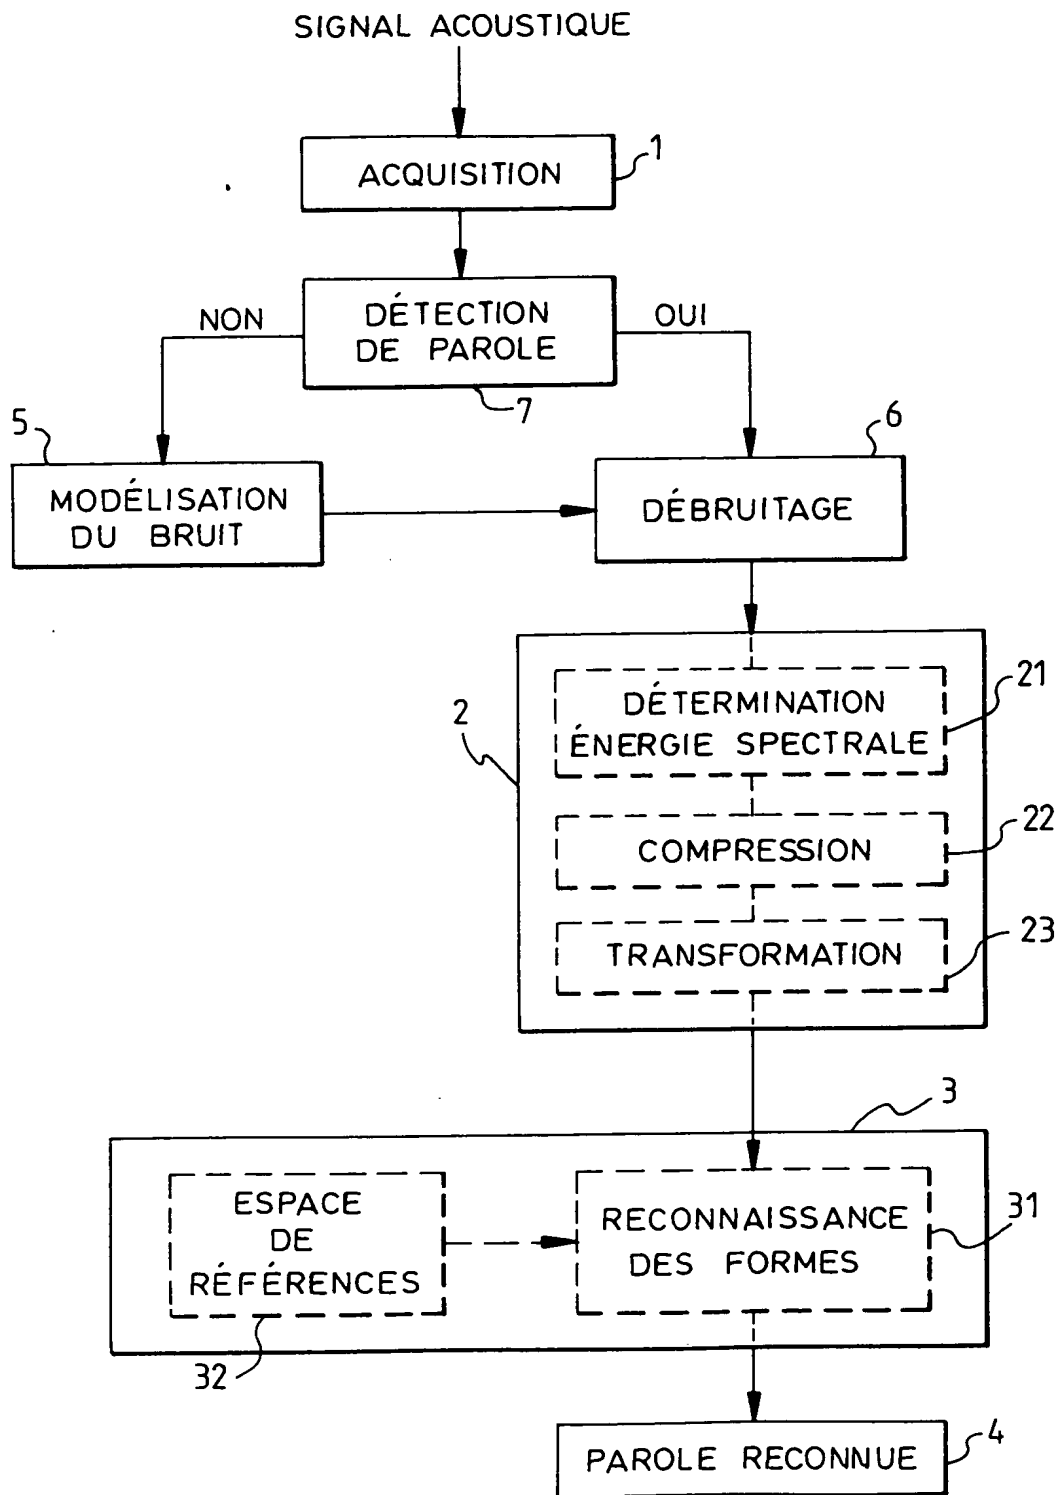 SIGNAL ACOUSTIQUE
1
ACQUISITION
NON
DÉTECTION
DE PAROLE
OUI
7
5
6
MODÉLISATION
DU BRUIT
DÉBRUITAGE
2
21
DÉTERMINATION
ÉNERGIE SPECTRALE
22
COMPRESSION
23
TRANSFORMATION
3
ESPACE
DE
RÉFÉRENCES
RECONNAISSANCE
DES FORMES
31
32
4
PAROLE RECONNUE